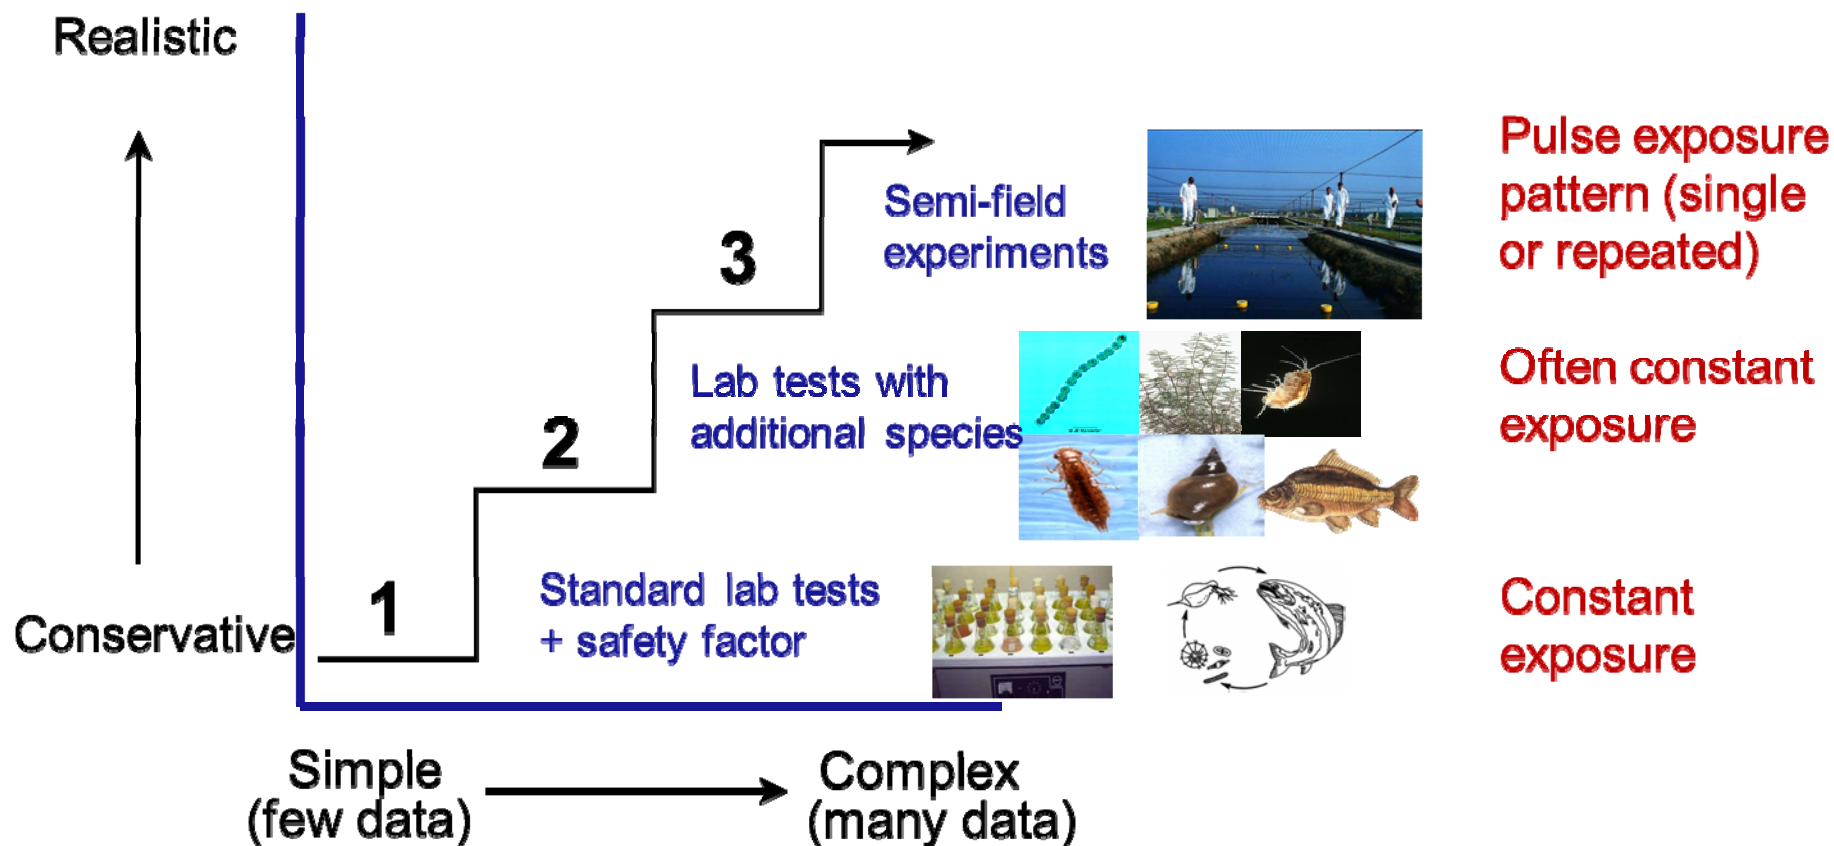 Realistic
Conservative
3
2
1
Semi-field
experiments
Pulse exposure
pattern (single
or repeated)
Lab tests with
additional species
Often constant
exposure
Standard lab tests
+ safety factor
Constant
exposure
Simple
(few data)
Complex
(many data)